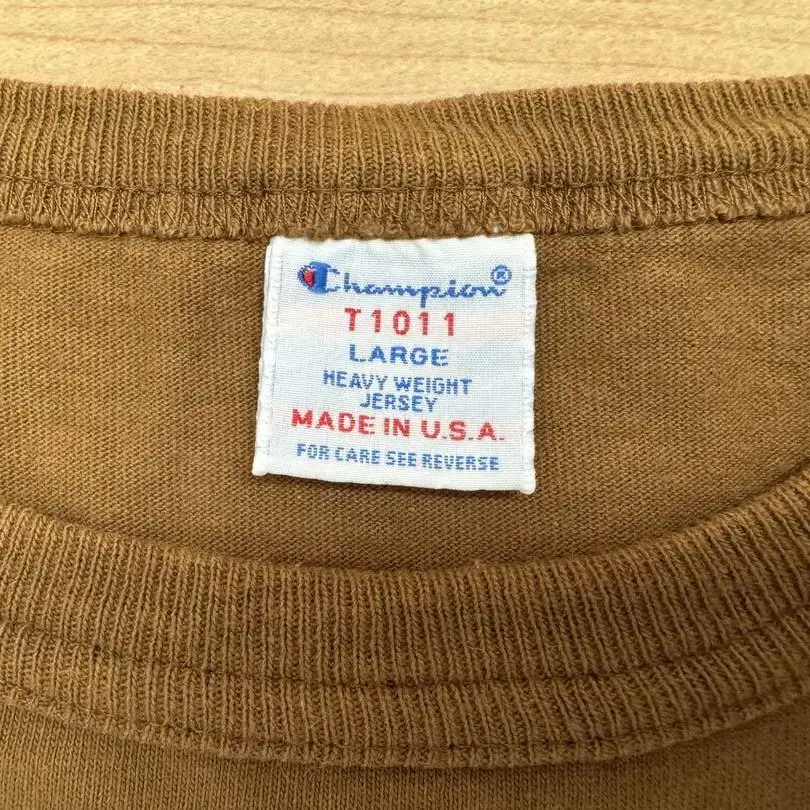 Champion®
T1011
LARGE
HEAVY WEIGHT
JERSEY
MADE IN U.S.A.
FOR CARE SEE REVERSE